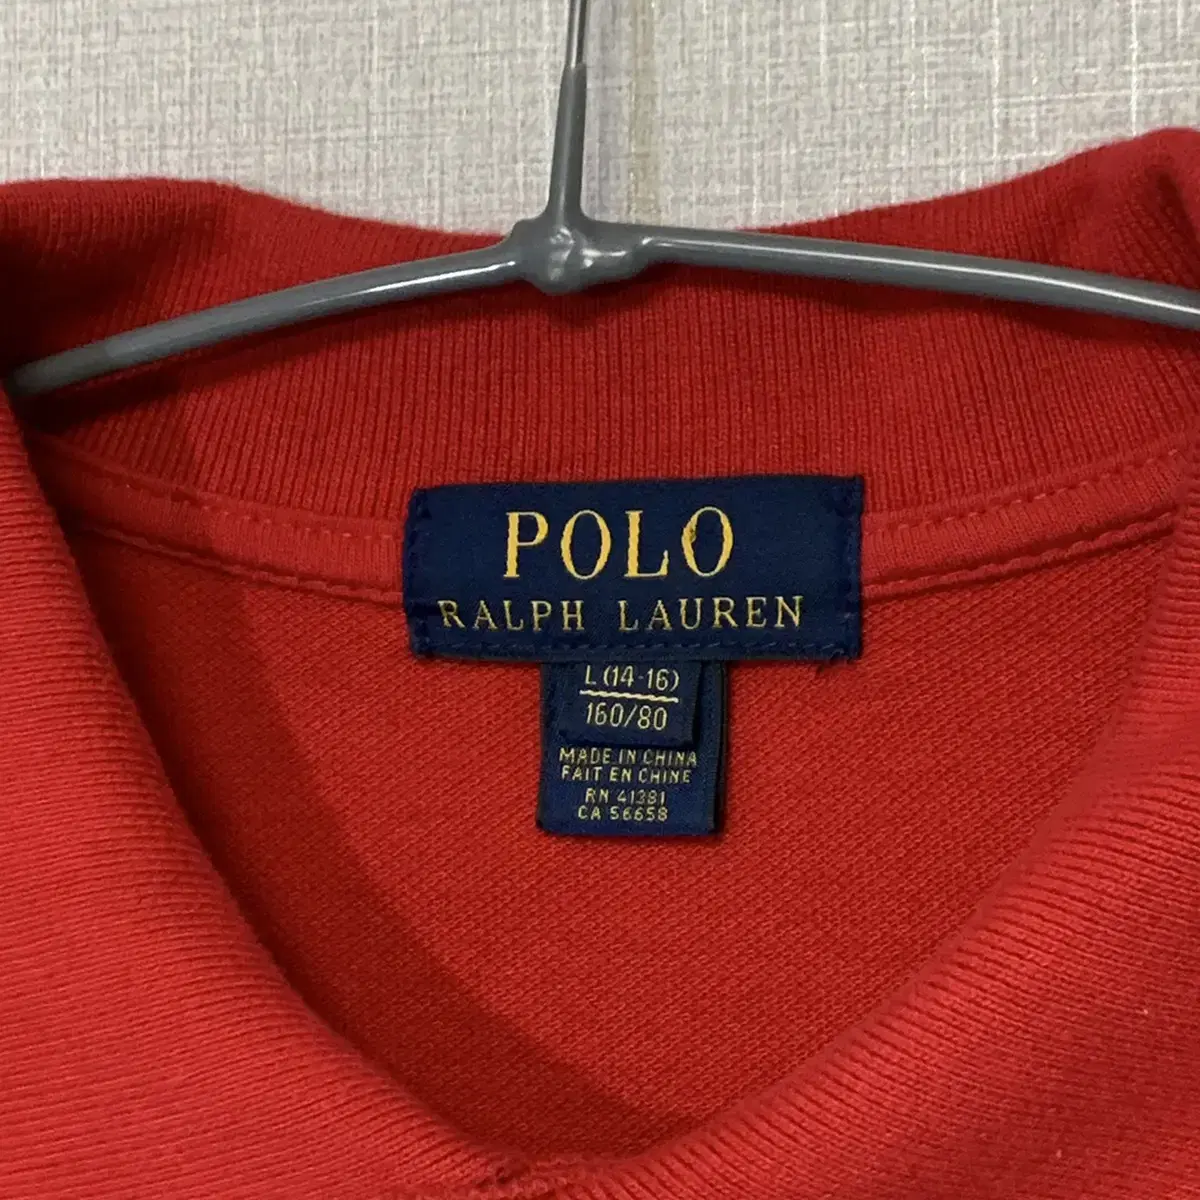 POLO
RALPH LAUREN
L (14-16)
160/80
MADE IN CHINA
FAIT EN CHINE
RN 41381
CA 56658